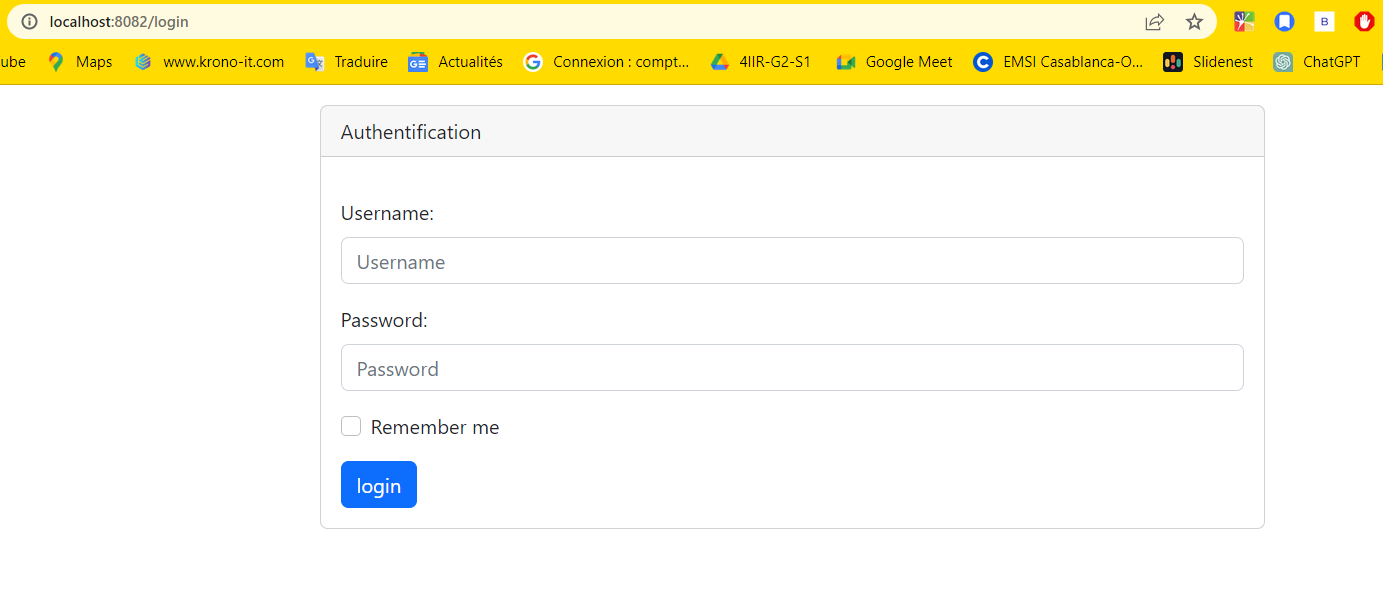 localhost:8082/login
B
ube Maps www.krono-it.com Traduire Actualités Connexion : compt... 4IIR-G2-S1 Google Meet EMSI Casablanca-O... Slidenest ChatGPT
Authentification
Username:
Username
Password:
Password
Remember me
login